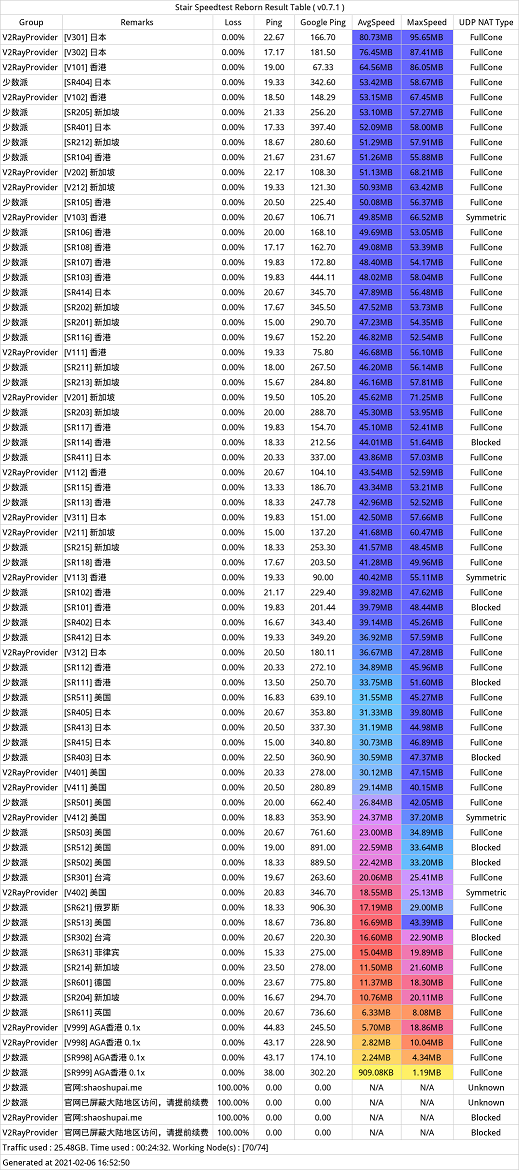 Stair Speedtest Reborn Result Table ( v0.7.1 )
Group Remarks Loss Ping Google Ping AvgSpeed MaxSpeed UDP NAT Type
V2RayProvider [V301] 日本 0.00% 22.67 166.70 80.73MB 95.65MB FullCone
V2RayProvider [V302] 日本 0.00% 17.17 181.50 76.45MB 87.41MB FullCone
V2RayProvider [V101] 香港 0.00% 19.00 67.33 64.56MB 86.05MB FullCone
少数派 [SR404] 日本 0.00% 19.33 342.60 53.42MB 58.67MB FullCone
V2RayProvider [V102] 香港 0.00% 18.50 148.29 53.15MB 67.45MB FullCone
少数派 [SR205] 新加坡 0.00% 21.33 256.20 53.10MB 57.27MB FullCone
少数派 [SR401] 日本 0.00% 17.33 397.40 52.09MB 58.00MB FullCone
少数派 [SR212] 新加坡 0.00% 18.67 280.60 51.29MB 57.91MB FullCone
少数派 [SR104] 香港 0.00% 21.67 231.67 51.26MB 55.88MB FullCone
V2RayProvider [V202] 新加坡 0.00% 22.17 108.30 51.13MB 68.21MB FullCone
V2RayProvider [V212] 新加坡 0.00% 19.33 121.30 50.93MB 63.42MB FullCone
少数派 [SR105] 香港 0.00% 20.50 225.40 50.08MB 56.37MB FullCone
V2RayProvider [V103] 香港 0.00% 20.67 106.71 49.85MB 66.52MB Symmetric
少数派 [SR106] 香港 0.00% 20.00 168.10 49.69MB 53.05MB FullCone
少数派 [SR108] 香港 0.00% 17.17 162.70 49.08MB 53.39MB FullCone
少数派 [SR107] 香港 0.00% 19.83 172.80 48.40MB 54.17MB FullCone
少数派 [SR103] 香港 0.00% 19.83 444.11 48.02MB 58.04MB FullCone
少数派 [SR414] 日本 0.00% 20.67 345.70 47.89MB 56.48MB FullCone
少数派 [SR202] 新加坡 0.00% 17.67 345.50 47.52MB 53.73MB FullCone
少数派 [SR201] 新加坡 0.00% 15.00 290.70 47.23MB 54.35MB FullCone
少数派 [SR116] 香港 0.00% 19.67 152.20 46.82MB 52.54MB FullCone
V2RayProvider [V111] 香港 0.00% 19.33 75.80 46.68MB 56.10MB FullCone
少数派 [SR211] 新加坡 0.00% 18.00 267.50 46.20MB 56.14MB FullCone
少数派 [SR213] 新加坡 0.00% 15.67 284.80 46.16MB 57.81MB FullCone
V2RayProvider [V201] 新加坡 0.00% 19.50 105.20 45.62MB 71.25MB FullCone
少数派 [SR203] 新加坡 0.00% 20.00 288.70 45.30MB 53.95MB FullCone
少数派 [SR117] 香港 0.00% 19.83 154.70 45.10MB 52.41MB FullCone
少数派 [SR114] 香港 0.00% 18.33 212.56 44.01MB 51.64MB Blocked
少数派 [SR411] 日本 0.00% 20.33 337.00 43.86MB 57.03MB FullCone
V2RayProvider [V112] 香港 0.00% 20.67 104.10 43.54MB 52.59MB FullCone
少数派 [SR115] 香港 0.00% 13.33 186.70 43.34MB 53.21MB FullCone
少数派 [SR113] 香港 0.00% 18.33 247.78 42.96MB 52.52MB FullCone
V2RayProvider [V311] 日本 0.00% 19.83 151.00 42.50MB 57.66MB FullCone
V2RayProvider [V211] 新加坡 0.00% 15.00 137.20 41.68MB 60.47MB FullCone
少数派 [SR215] 新加坡 0.00% 18.33 253.30 41.57MB 48.45MB FullCone
少数派 [SR118] 香港 0.00% 17.67 203.50 41.28MB 49.96MB FullCone
V2RayProvider [V113] 香港 0.00% 19.33 90.00 40.42MB 55.11MB Symmetric
少数派 [SR102] 香港 0.00% 21.17 229.40 39.82MB 47.62MB FullCone
少数派 [SR101] 香港 0.00% 19.83 201.44 39.79MB 48.44MB Blocked
少数派 [SR402] 日本 0.00% 16.67 343.40 39.14MB 45.26MB FullCone
少数派 [SR412] 日本 0.00% 19.33 349.20 36.92MB 57.59MB FullCone
V2RayProvider [V312] 日本 0.00% 20.50 180.11 36.67MB 47.28MB FullCone
少数派 [SR112] 香港 0.00% 20.33 272.10 34.89MB 45.96MB FullCone
少数派 [SR111] 香港 0.00% 13.50 250.70 33.75MB 51.60MB Blocked
少数派 [SR511] 美国 0.00% 16.83 639.10 31.55MB 45.27MB FullCone
少数派 [SR405] 日本 0.00% 20.67 353.80 31.33MB 39.80MB FullCone
少数派 [SR413] 日本 0.00% 20.50 337.30 31.19MB 44.98MB FullCone
少数派 [SR415] 日本 0.00% 15.00 340.80 30.73MB 46.89MB FullCone
少数派 [SR403] 日本 0.00% 22.50 360.90 30.59MB 47.37MB Blocked
V2RayProvider [V401] 美国 0.00% 20.33 278.00 30.12MB 47.15MB FullCone
V2RayProvider [V411] 美国 0.00% 20.50 280.89 29.14MB 40.15MB FullCone
少数派 [SR501] 美国 0.00% 20.00 662.40 26.84MB 42.05MB FullCone
V2RayProvider [V412] 美国 0.00% 18.83 353.90 24.37MB 37.20MB Symmetric
少数派 [SR503] 美国 0.00% 20.67 761.60 23.00MB 34.89MB FullCone
少数派 [SR512] 美国 0.00% 19.00 891.00 22.59MB 33.64MB Blocked
少数派 [SR502] 美国 0.00% 18.33 889.50 22.42MB 33.20MB Blocked
少数派 [SR301] 台湾 0.00% 19.67 263.60 20.06MB 25.41MB FullCone
V2RayProvider [V402] 美国 0.00% 20.83 346.70 18.55MB 25.13MB Symmetric
少数派 [SR621] 俄罗斯 0.00% 18.33 906.30 17.19MB 29.00MB FullCone
少数派 [SR513] 美国 0.00% 18.67 736.80 16.69MB 43.39MB FullCone
少数派 [SR302] 台湾 0.00% 20.67 220.30 16.60MB 22.90MB Blocked
少数派 [SR631] 菲律宾 0.00% 15.33 275.00 15.04MB 19.89MB FullCone
少数派 [SR214] 新加坡 0.00% 23.50 278.00 11.50MB 21.60MB FullCone
少数派 [SR601] 德国 0.00% 23.67 775.80 11.37MB 18.30MB FullCone
少数派 [SR204] 新加坡 0.00% 16.67 294.70 10.76MB 20.11MB FullCone
少数派 [SR611] 英国 0.00% 20.67 736.60 6.33MB 8.08MB FullCone
V2RayProvider [V999] AGA香港 0.1x 0.00% 44.83 245.50 5.70MB 18.86MB FullCone
V2RayProvider [V998] AGA香港 0.1x 0.00% 43.17 228.90 2.82MB 10.04MB FullCone
少数派 [SR998] AGA香港 0.1x 0.00% 43.17 174.10 2.24MB 4.34MB FullCone
少数派 [SR999] AGA香港 0.1x 0.00% 38.00 302.20 909.08KB 1.19MB FullCone
少数派 官网:shaoshupai.me 100.00% 0.00 0.00 N/A N/A Unknown
少数派 官网已屏蔽大陆地区访问，请提前续费 100.00% 0.00 0.00 N/A N/A Unknown
V2RayProvider 官网:shaoshupai.me 100.00% 0.00 0.00 N/A N/A Blocked
V2RayProvider 官网已屏蔽大陆地区访问，请提前续费 100.00% 0.00 0.00 N/A N/A Blocked
Traffic used : 25.48GB. Time used : 00:24:32. Working Node(s) : [70/74]
Generated at 2021-02-06 16:52:50